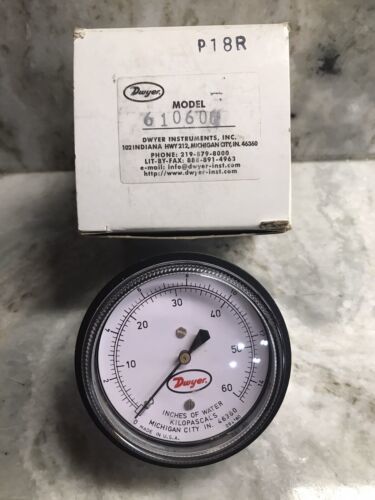 P18R
Dwyer.
MODEL
61060
DWYER INSTRUMENTS, INC.
102 INDIANA HWY 212, MICHIGAN CITY, IN. 46360
PHONE: 219-879-8000
LIT-BY-FAX: 888-891-4963
e-mail: info@dwyer-inst.com
http://www.dwyer-inst.com
0
10
20
30
40
50
60
Dwyer.
INCHES OF WATER
KILOPASCALS
MICHIGAN CITY IN. 46360
MADE IN U.S.A.